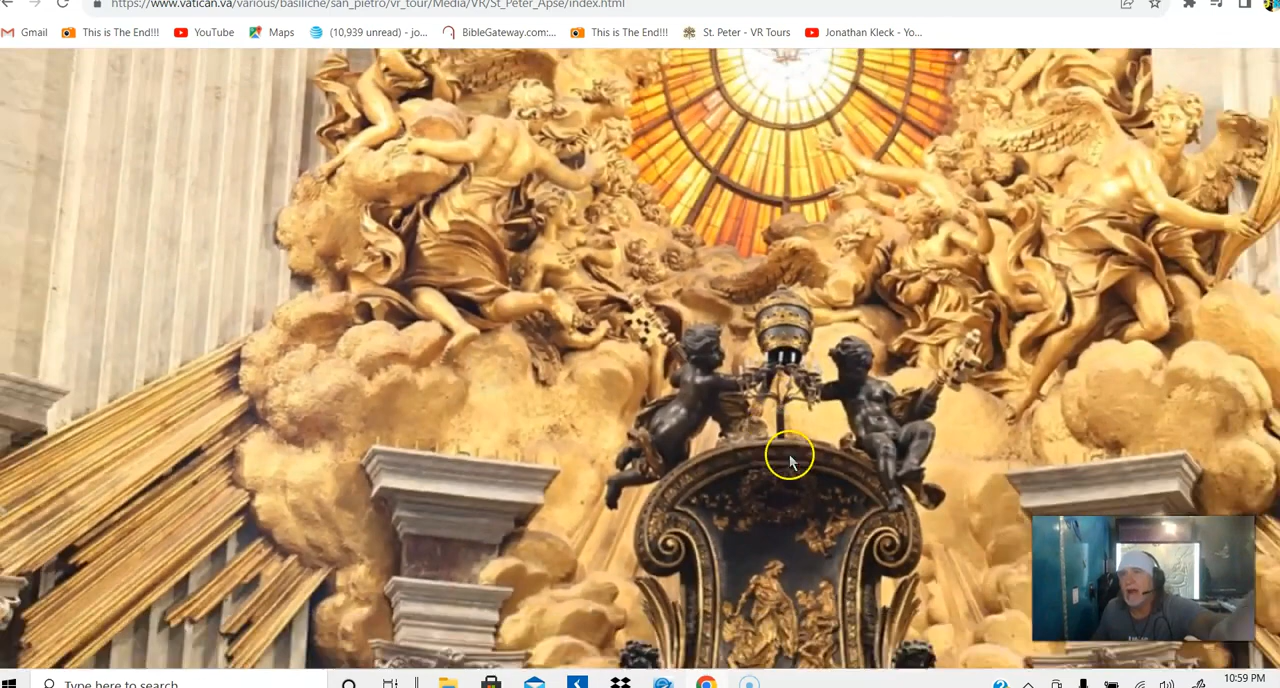 https://www.vatican.va/various/basiliche/san_pietro/vr_tour/Media/VR/St_Peter_Apse/index.html
Gmail This is The End!!! YouTube Maps (10,939 unread) - jo... BibleGateway.com:... This is The End!!! St. Peter - VR Tours Jonathan Kleck - Yo...
Type here to search 10:59 PM